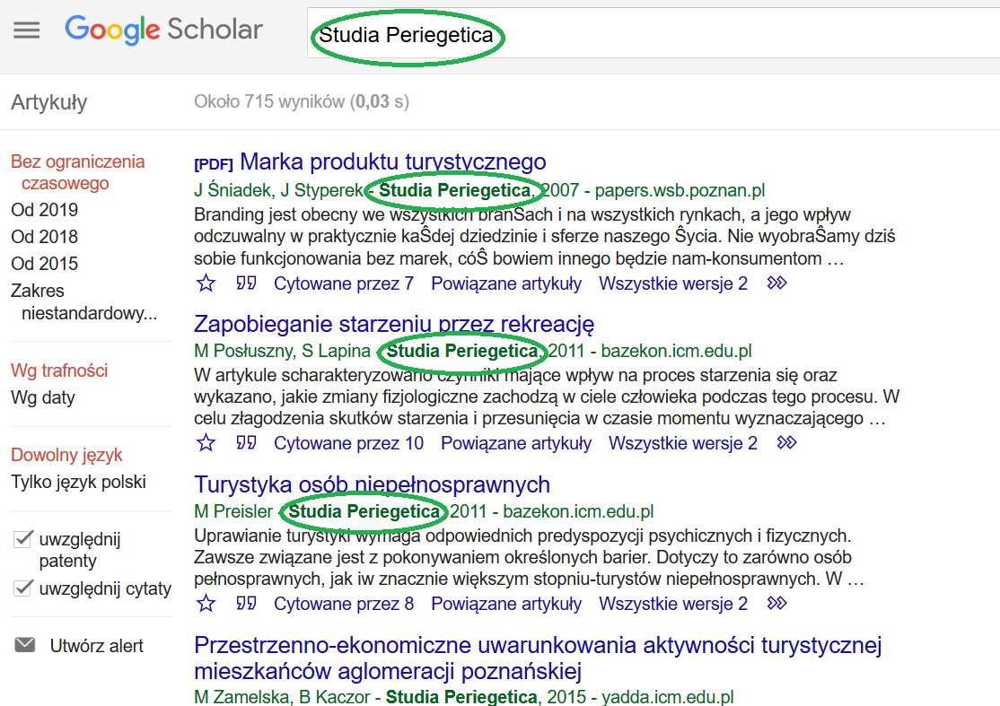 Google Scholar
Studia Periegetica
Artykuły
Około 715 wyników (0,03 s)
Bez ograniczenia
czasowego
Od 2019
Od 2018
Od 2015
Zakres
niestandardowy...
Wg trafności
Wg daty
Dowolny język
Tylko język polski
uwzględnij
patenty
uwzględnij cytaty
Utwórz alert
[PDF] Marka produktu turystycznego
J Śniadek, J Styperek - Studia Periegetica, 2007 - papers.wsb.poznan.pl
Branding jest obecny we wszystkich branŜach i na wszystkich rynkach, a jego wpływ
odczuwalny w praktycznie kaŜdej dziedzinie i sferze naszego Ŝycia. Nie wyobraŜamy dziś
sobie funkcjonowania bez marek, cóŜ bowiem innego będzie nam-konsumentom …
Cytowane przez 7 Powiązane artykuły Wszystkie wersje 2
Zapobieganie starzeniu przez rekreację
M Posłuszny, S Lapina - Studia Periegetica, 2011 - bazekon.icm.edu.pl
W artykule scharakteryzowano czynniki mające wpływ na proces starzenia się oraz
wykazano, jakie zmiany fizjologiczne zachodzą w ciele człowieka podczas tego procesu. W
celu złagodzenia skutków starzenia i przesunięcia w czasie momentu wyznaczającego …
Cytowane przez 10 Powiązane artykuły Wszystkie wersje 2
Turystyka osób niepełnosprawnych
M Preisler - Studia Periegetica, 2011 - bazekon.icm.edu.pl
Uprawianie turystyki wymaga odpowiednich predyspozycji psychicznych i fizycznych.
Zawsze związane jest z pokonywaniem określonych barier. Dotyczy to zarówno osób
pełnosprawnych, jak iw znacznie większym stopniu-turystów niepełnosprawnych. W …
Cytowane przez 8 Powiązane artykuły Wszystkie wersje 2
Przestrzenno-ekonomiczne uwarunkowania aktywności turystycznej
mieszkańców aglomeracji poznańskiej
M Zamelska, B Kaczor - Studia Periegetica, 2015 - yadda.icm.edu.pl